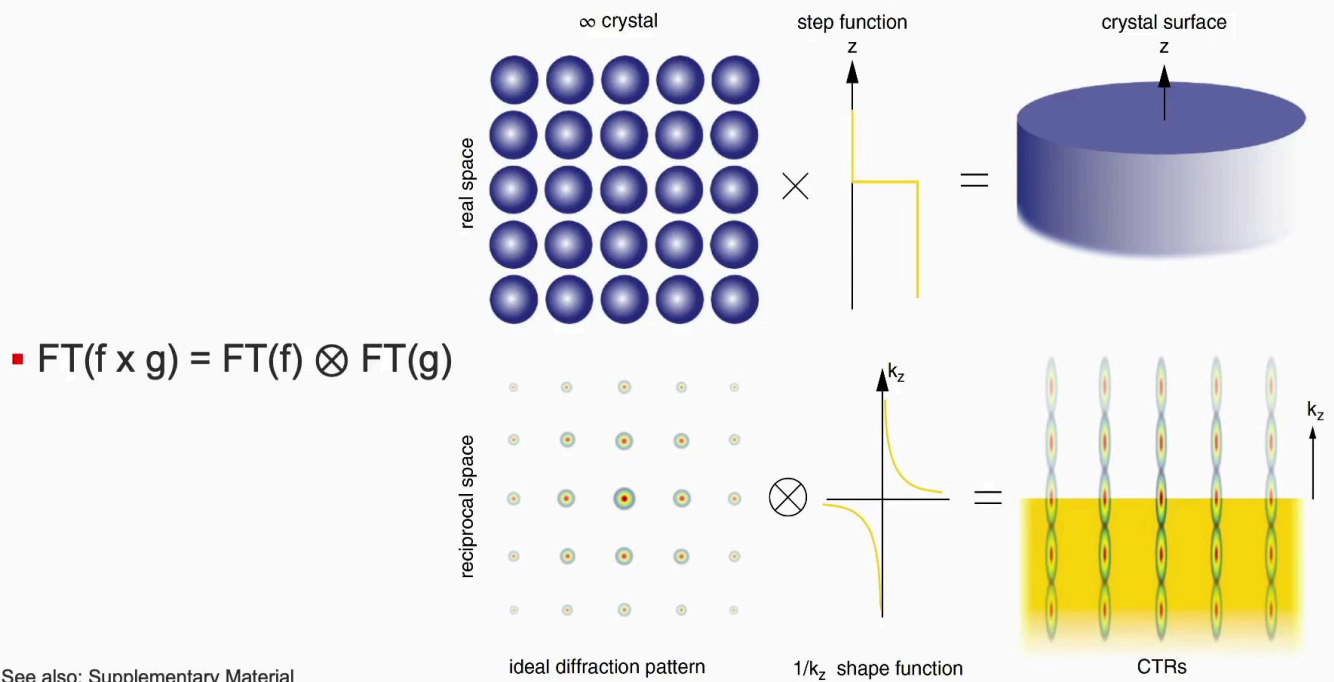 ∞ crystal
step function
crystal surface
z
z
real space
×
=
▪ FT(f x g) = FT(f) ⊗ FT(g)
k_z
k_z
reciprocal space
⊗
=
ideal diffraction pattern
1/k_z shape function
CTRs
See also: Supplementary Material